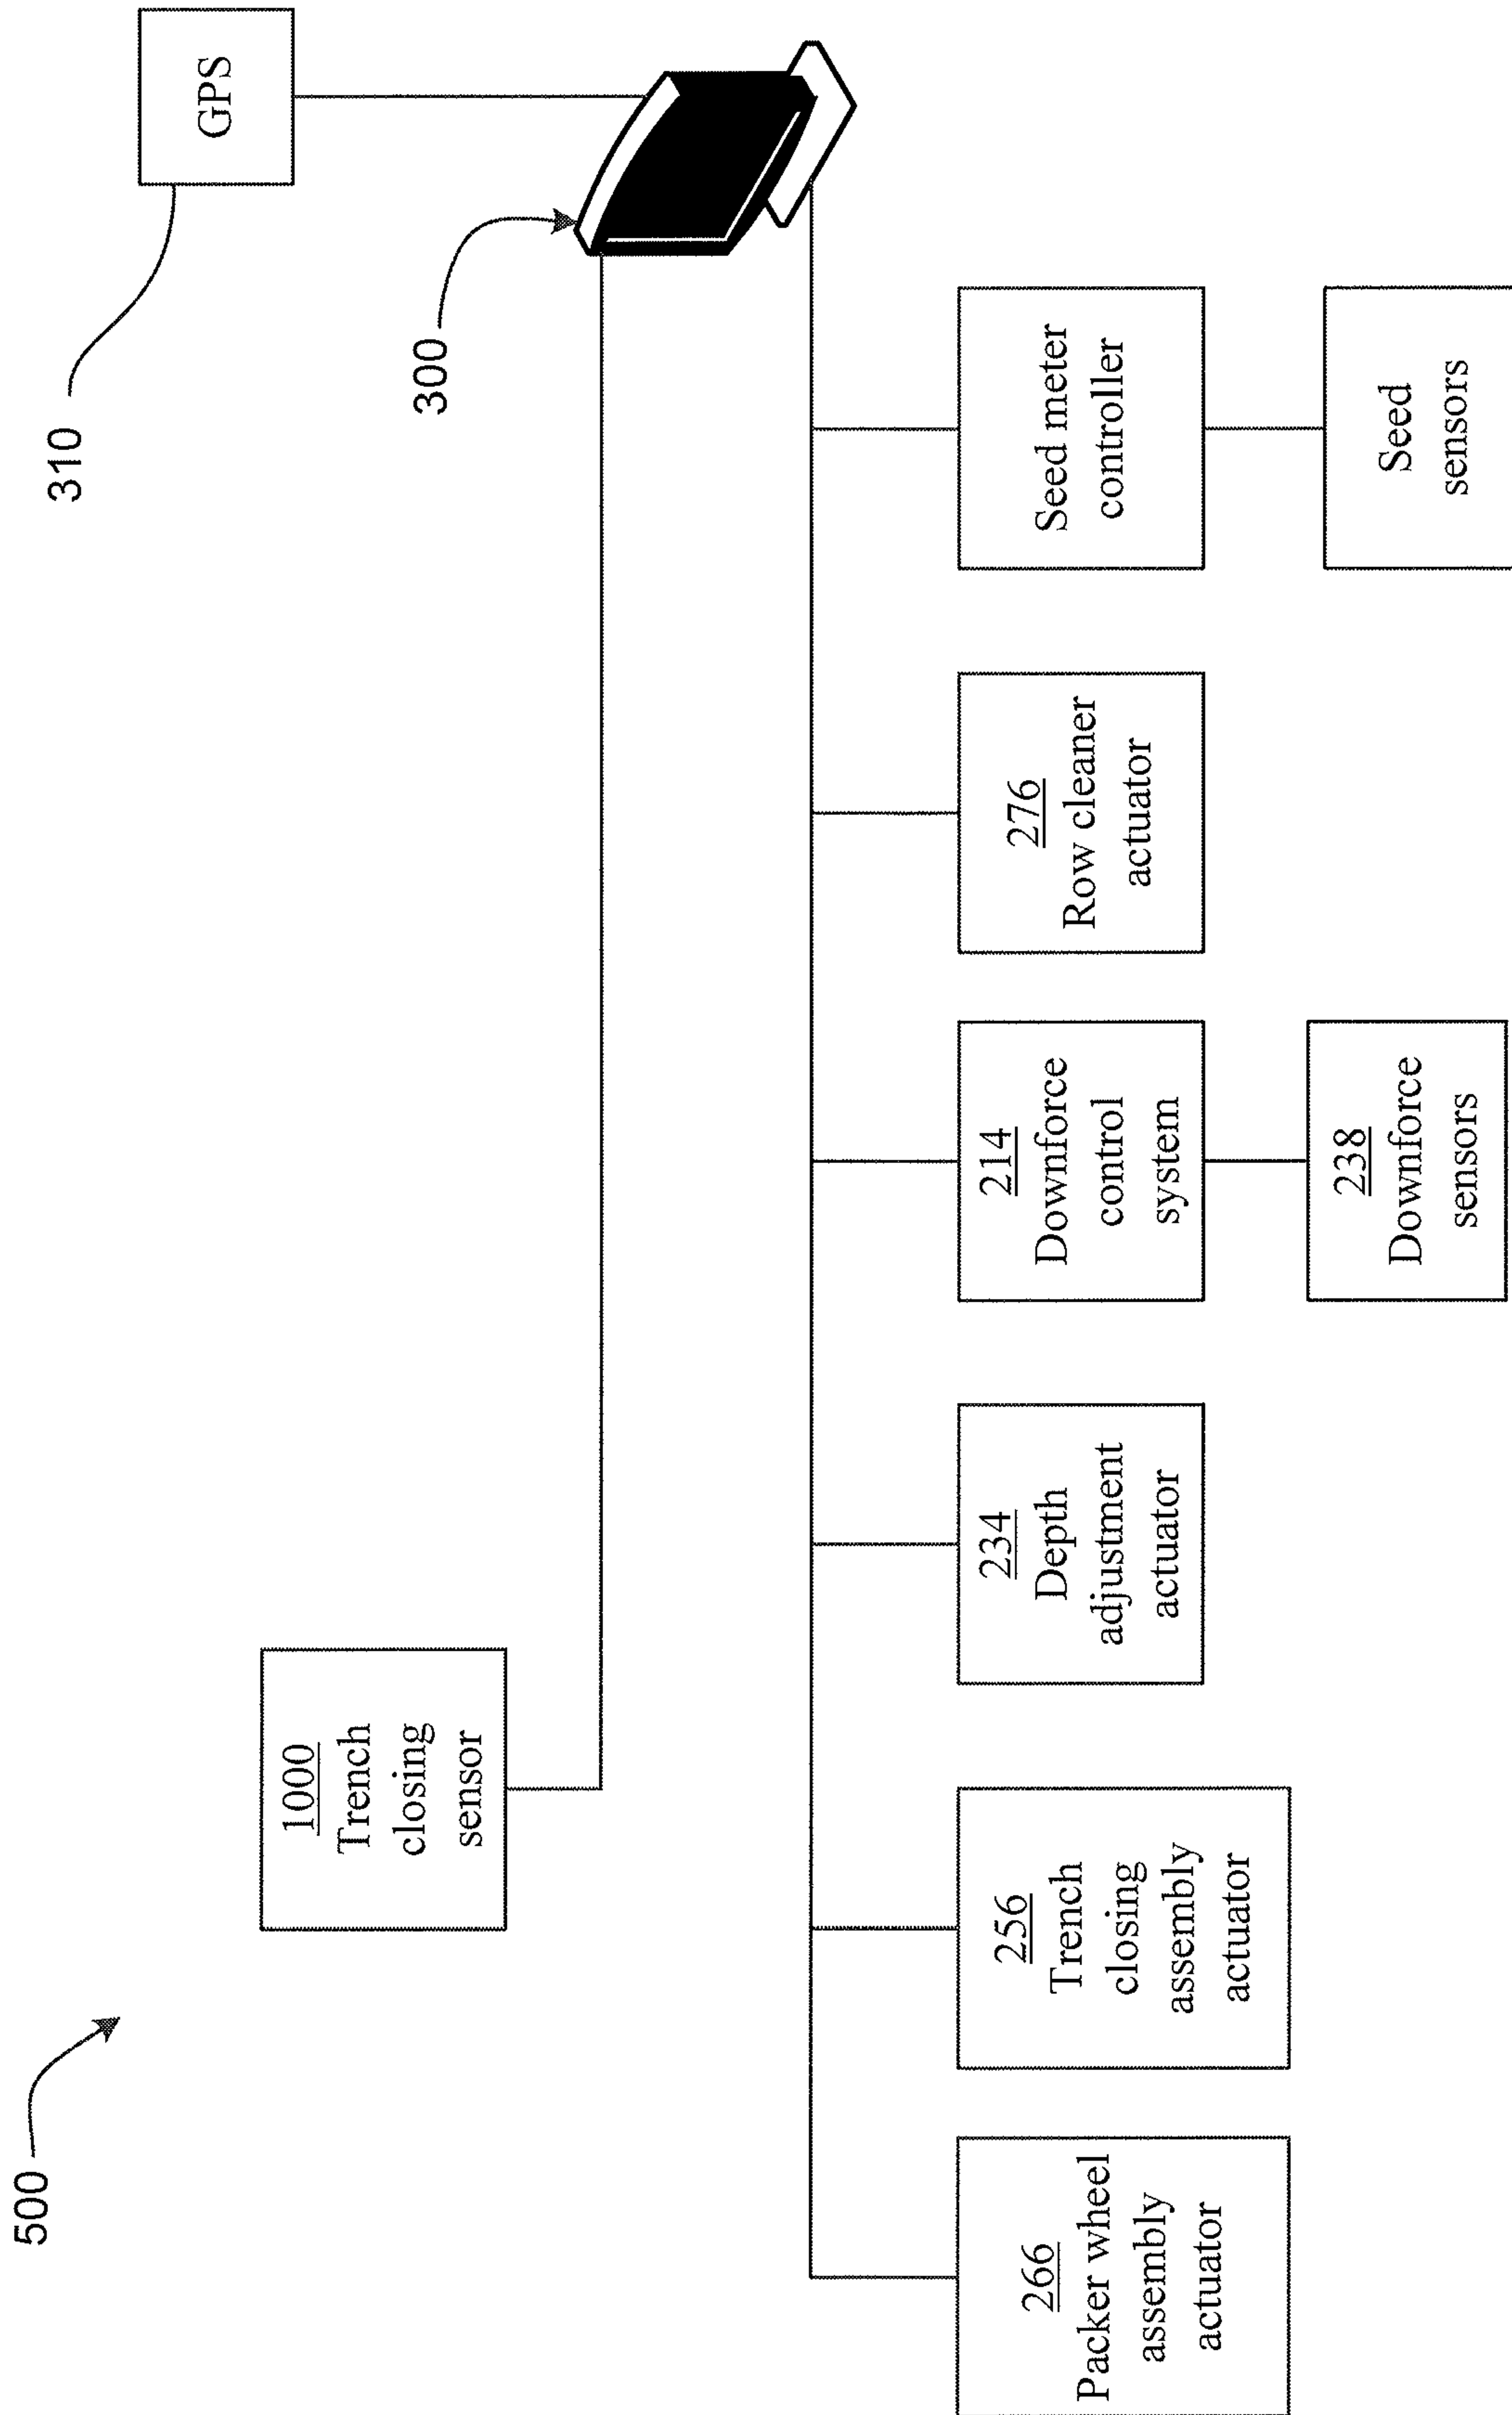 500
1000
Trench
closing
sensor
310
GPS
300
266
Packer wheel
assembly
actuator
256
Trench
closing
assembly
actuator
234
Depth
adjustment
actuator
214
Downforce
control
system
238
Downforce
sensors
276
Row cleaner
actuator
Seed meter
controller
Seed
sensors